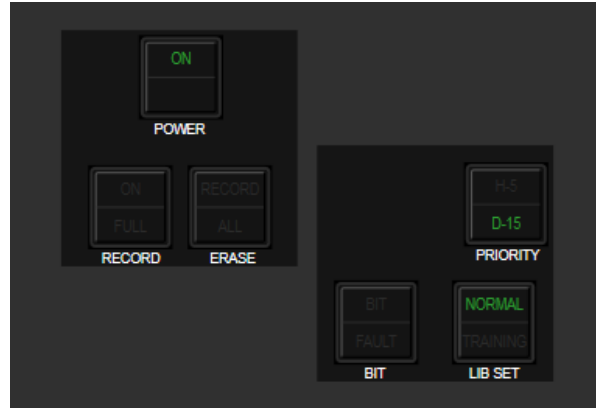 ON
POWER
ON
FULL
RECORD
RECORD
ALL
ERASE
H-5
D-15
PRIORITY
BIT
FAULT
BIT
NORMAL
TRAINING
LIB SET